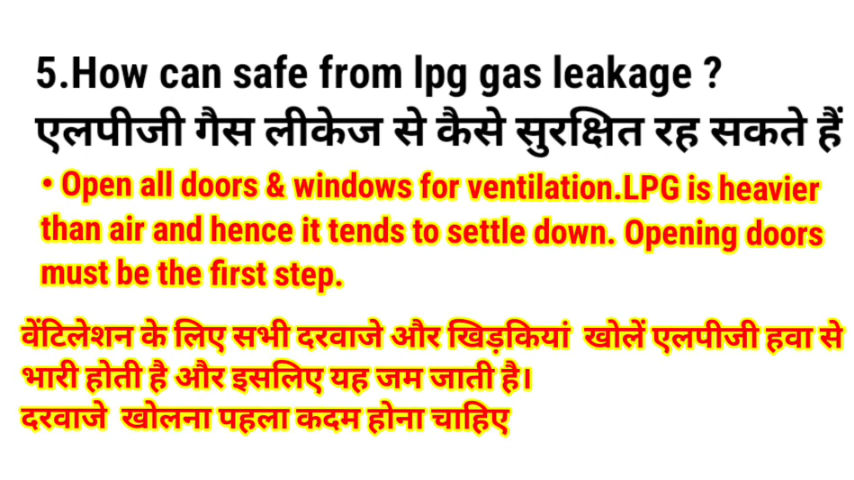 5.How can safe from lpg gas leakage ?
एलपीजी गैस लीकेज से कैसे सुरक्षित रह सकते हैं
• Open all doors & windows for ventilation.LPG is heavier
than air and hence it tends to settle down. Opening doors
must be the first step.
वेंटिलेशन के लिए सभी दरवाजे और खिड़कियां खोलें एलपीजी हवा से
भारी होती है और इसलिए यह जम जाती है।
दरवाजे खोलना पहला कदम होना चाहिए